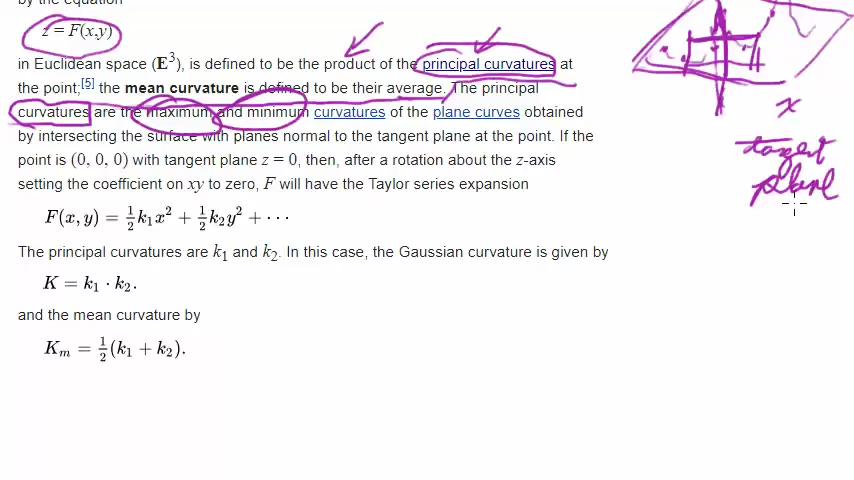 by the equation
z = F(x,y)
in Euclidean space (E³), is defined to be the product of the principal curvatures at
the point;[5] the mean curvature is defined to be their average. The principal
curvatures are the maximum and minimum curvatures of the plane curves obtained
by intersecting the surface with planes normal to the tangent plane at the point. If the
point is (0, 0, 0) with tangent plane z = 0, then, after a rotation about the z-axis
setting the coefficient on xy to zero, F will have the Taylor series expansion
F(x, y) = ½k₁x² + ½k₂y² + ⋯
The principal curvatures are k₁ and k₂. In this case, the Gaussian curvature is given by
K = k₁ · k₂.
and the mean curvature by
Kₘ = ½(k₁ + k₂).
x
tangent
plane